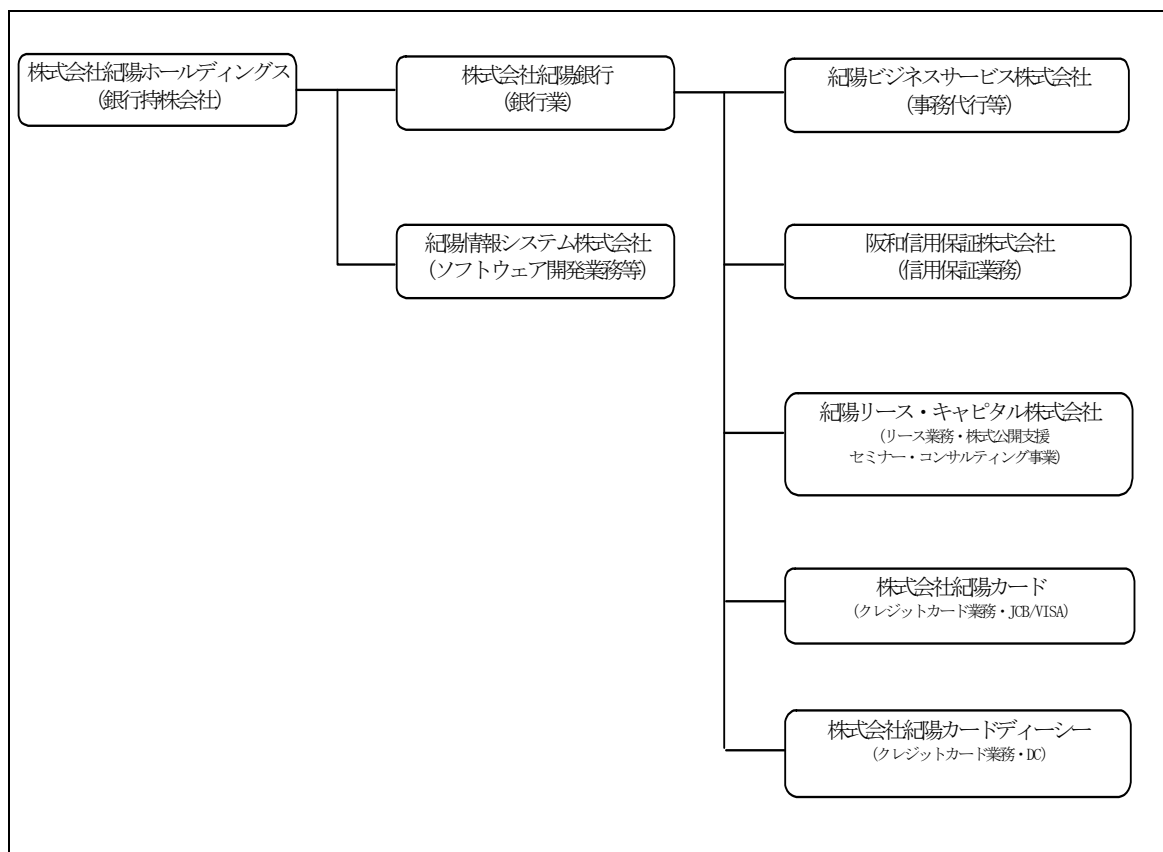 株式会社紀陽ホールディングス
(銀行持株会社)
株式会社紀陽銀行
(銀行業)
紀陽ビジネスサービス株式会社
(事務代行等)
紀陽情報システム株式会社
(ソフトウェア開発業務等)
阪和信用保証株式会社
(信用保証業務)
紀陽リース・キャピタル株式会社
(リース業務・株式公開支援
セミナー・コンサルティング事業)
株式会社紀陽カード
(クレジットカード業務・JCB/VISA)
株式会社紀陽カードディーシー
(クレジットカード業務・DC)